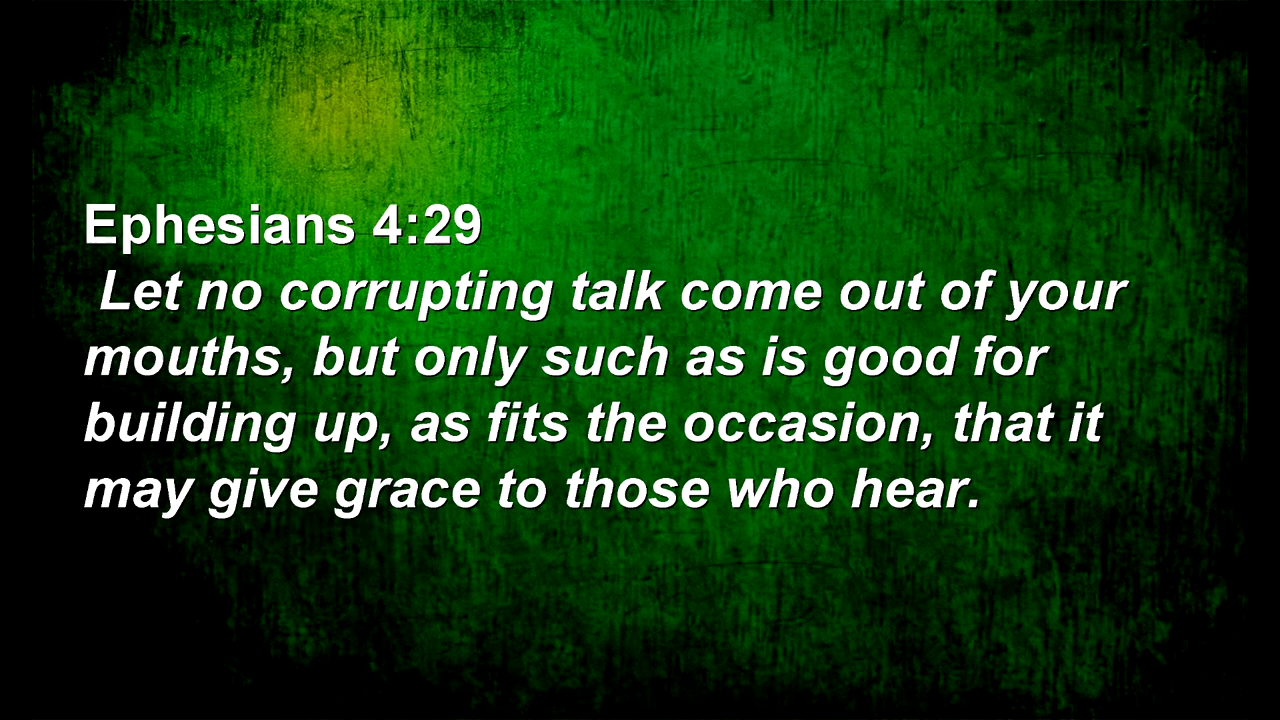 Ephesians 4:29
Let no corrupting talk come out of your
mouths, but only such as is good for
building up, as fits the occasion, that it
may give grace to those who hear.